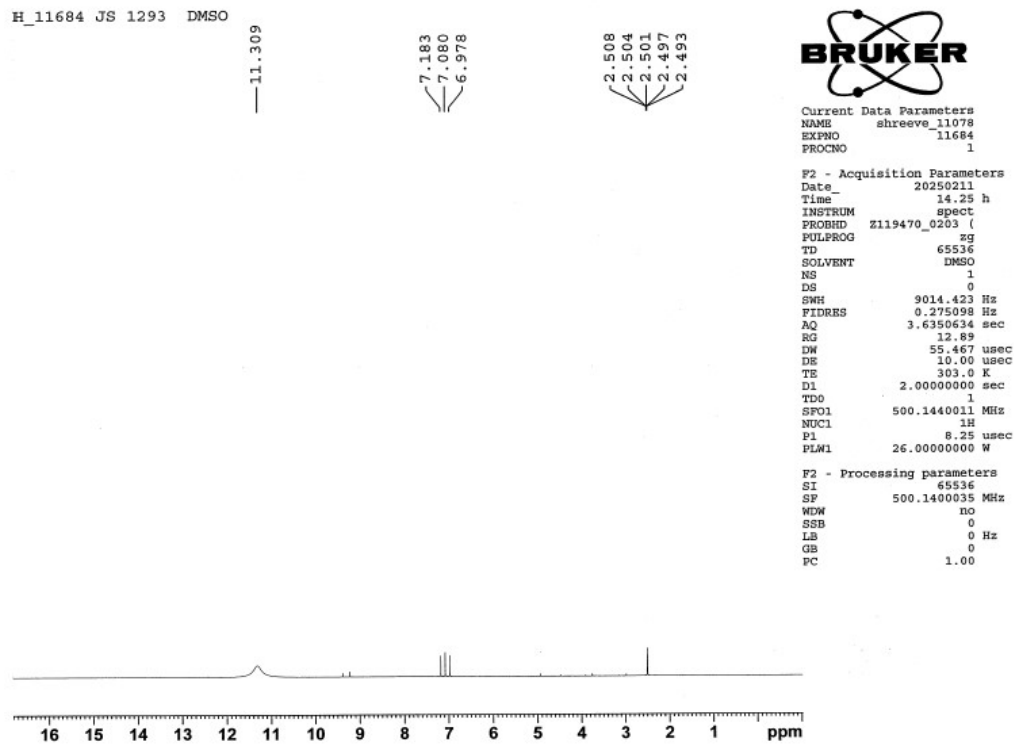 H_11684 JS 1293 DMSO
11.309
7.183
7.080
6.978
2.508
2.504
2.501
2.497
2.493
BRUKER
Current Data Parameters
NAME shreeve_11078
EXPNO 11684
PROCNO 1
F2 - Acquisition Parameters
Date_ 20250211
Time 14.25 h
INSTRUM spect
PROBHD Z119470_0203 (
PULPROG zg
TD 65536
SOLVENT DMSO
NS 1
DS 0
SWH 9014.423 Hz
FIDRES 0.275098 Hz
AQ 3.6350634 sec
RG 12.89
DW 55.467 usec
DE 10.00 usec
TE 303.0 K
D1 2.00000000 sec
TD0 1
SFO1 500.1440011 MHz
NUC1 1H
P1 8.25 usec
PLW1 26.00000000 W
F2 - Processing parameters
SI 65536
SF 500.1400035 MHz
WDW no
SSB 0
LB 0 Hz
GB 0
PC 1.00
16 15 14 13 12 11 10 9 8 7 6 5 4 3 2 1 ppm